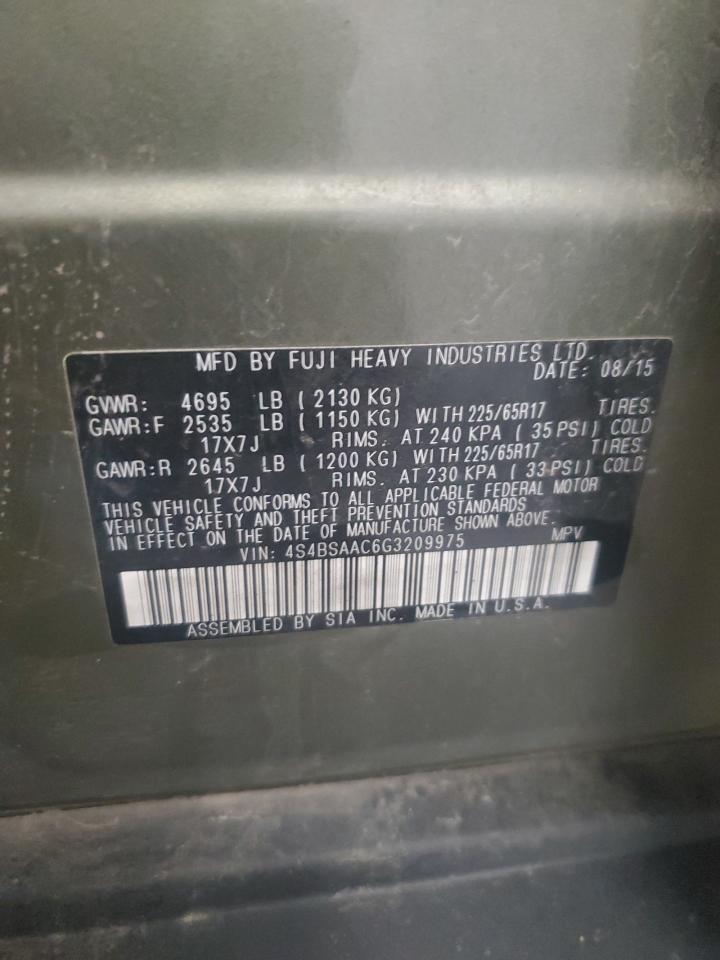 MFD BY FUJI HEAVY INDUSTRIES LTD.
DATE: 08/15
GVWR: 4695 LB ( 2130 KG)
GAWR:F 2535 LB ( 1150 KG) WITH 225/65R17 TIRES.
17X7J RIMS. AT 240 KPA ( 35 PSI) COLD
GAWR:R 2645 LB ( 1200 KG) WITH 225/65R17 TIRES.
17X7J RIMS. AT 230 KPA ( 33 PSI) COLD
THIS VEHICLE CONFORMS TO ALL APPLICABLE FEDERAL MOTOR
VEHICLE SAFETY AND THEFT PREVENTION STANDARDS
IN EFFECT ON THE DATE OF MANUFACTURE SHOWN ABOVE.
VIN: 4S4BSAAC6G3209975 MPV
ASSEMBLED BY SIA INC. MADE IN U.S.A.